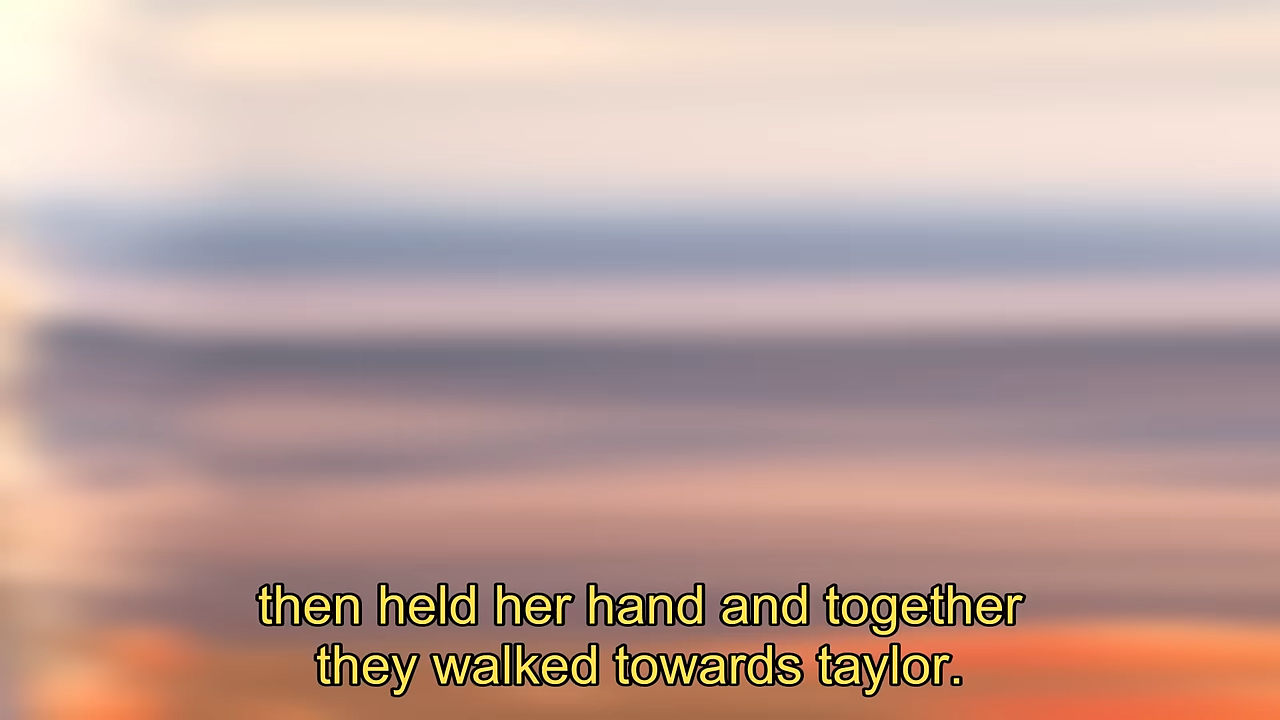 then held her hand and together
they walked towards taylor.